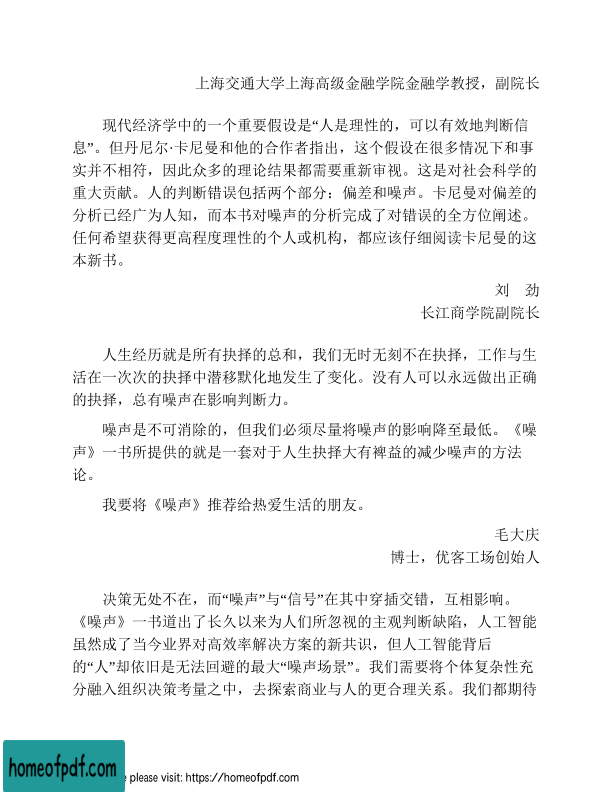 上海交通大学上海高级金融学院金融学教授，副院长
现代经济学中的一个重要假设是“人是理性的，可以有效地判断信
息”。但丹尼尔·卡尼曼和他的合作者指出，这个假设在很多情况下和事
实并不相符，因此众多的理论结果都需要重新审视。这是对社会科学的
重大贡献。人的判断错误包括两个部分：偏差和噪声。卡尼曼对偏差的
分析已经广为人知，而本书对噪声的分析完成了对错误的全方位阐述。
任何希望获得更高程度理性的个人或机构，都应该仔细阅读卡尼曼的这
本新书。
刘　劲
长江商学院副院长
人生经历就是所有抉择的总和，我们无时无刻不在抉择，工作与生
活在一次次的抉择中潜移默化地发生了变化。没有人可以永远做出正确
的抉择，总有噪声在影响判断力。
噪声是不可消除的，但我们必须尽量将噪声的影响降至最低。《噪
声》一书所提供的就是一套对于人生抉择大有裨益的减少噪声的方法
论。
我要将《噪声》推荐给热爱生活的朋友。
毛大庆
博士，优客工场创始人
决策无处不在，而“噪声”与“信号”在其中穿插交错，互相影响。
《噪声》一书道出了长久以来为人们所忽视的主观判断缺陷，人工智能
虽然成了当今业界对高效率解决方案的新共识，但人工智能背后
的“人”却依旧是无法回避的最大“噪声场景”。我们需要将个体复杂性充
分融入组织决策考量之中，去探索商业与人的更合理关系。我们都期待
homeofpdf.com
e please visit: https://homeofpdf.com